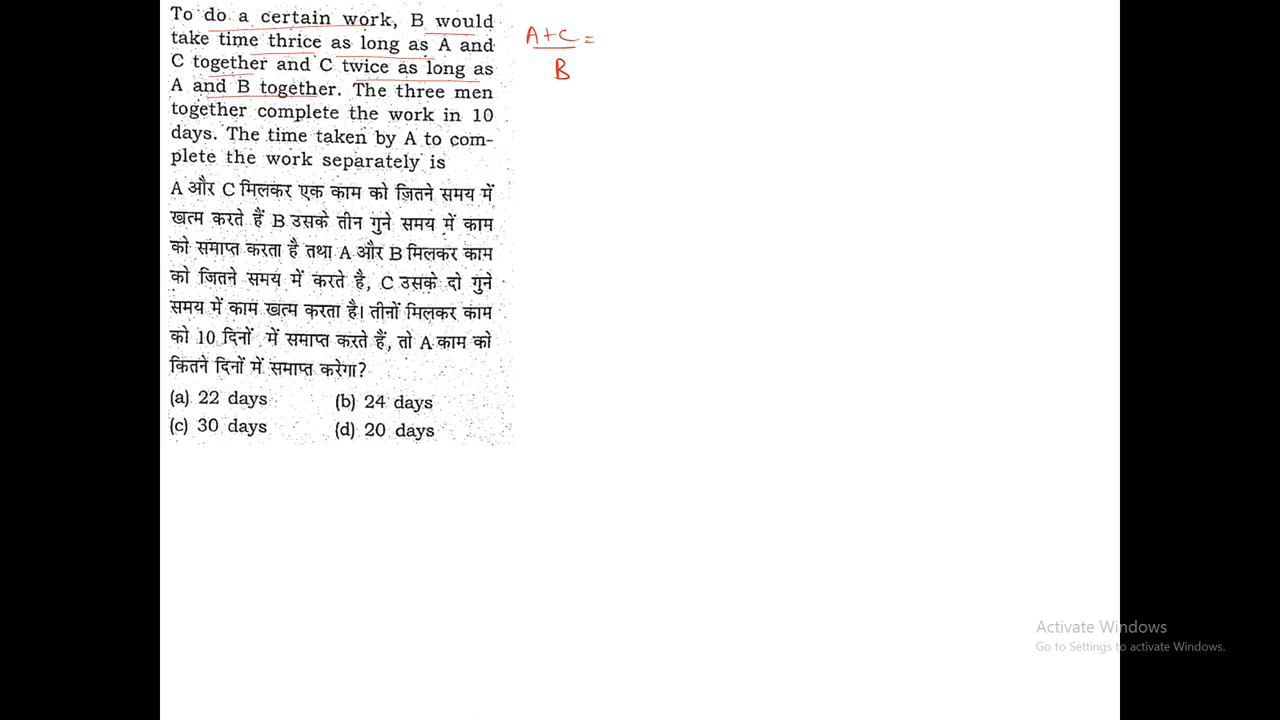 To do a certain work, B would
take time thrice as long as A and
C together and C twice as long as
A and B together. The three men
together complete the work in 10
days. The time taken by A to com-
plete the work separately is
A और C मिलकर एक काम को जितने समय में
खत्म करते हैं B उसके तीन गुने समय में काम
को समाप्त करता है तथा A और B मिलकर काम
को जितने समय में करते है, C उसके दो गुने
समय में काम खत्म करता है। तीनों मिलकर काम
को 10 दिनों में समाप्त करते हैं, तो A काम को
कितने दिनों में समाप्त करेगा?
(a) 22 days (b) 24 days
(c) 30 days (d) 20 days
A+C =
B
Activate Windows
Go to Settings to activate Windows.